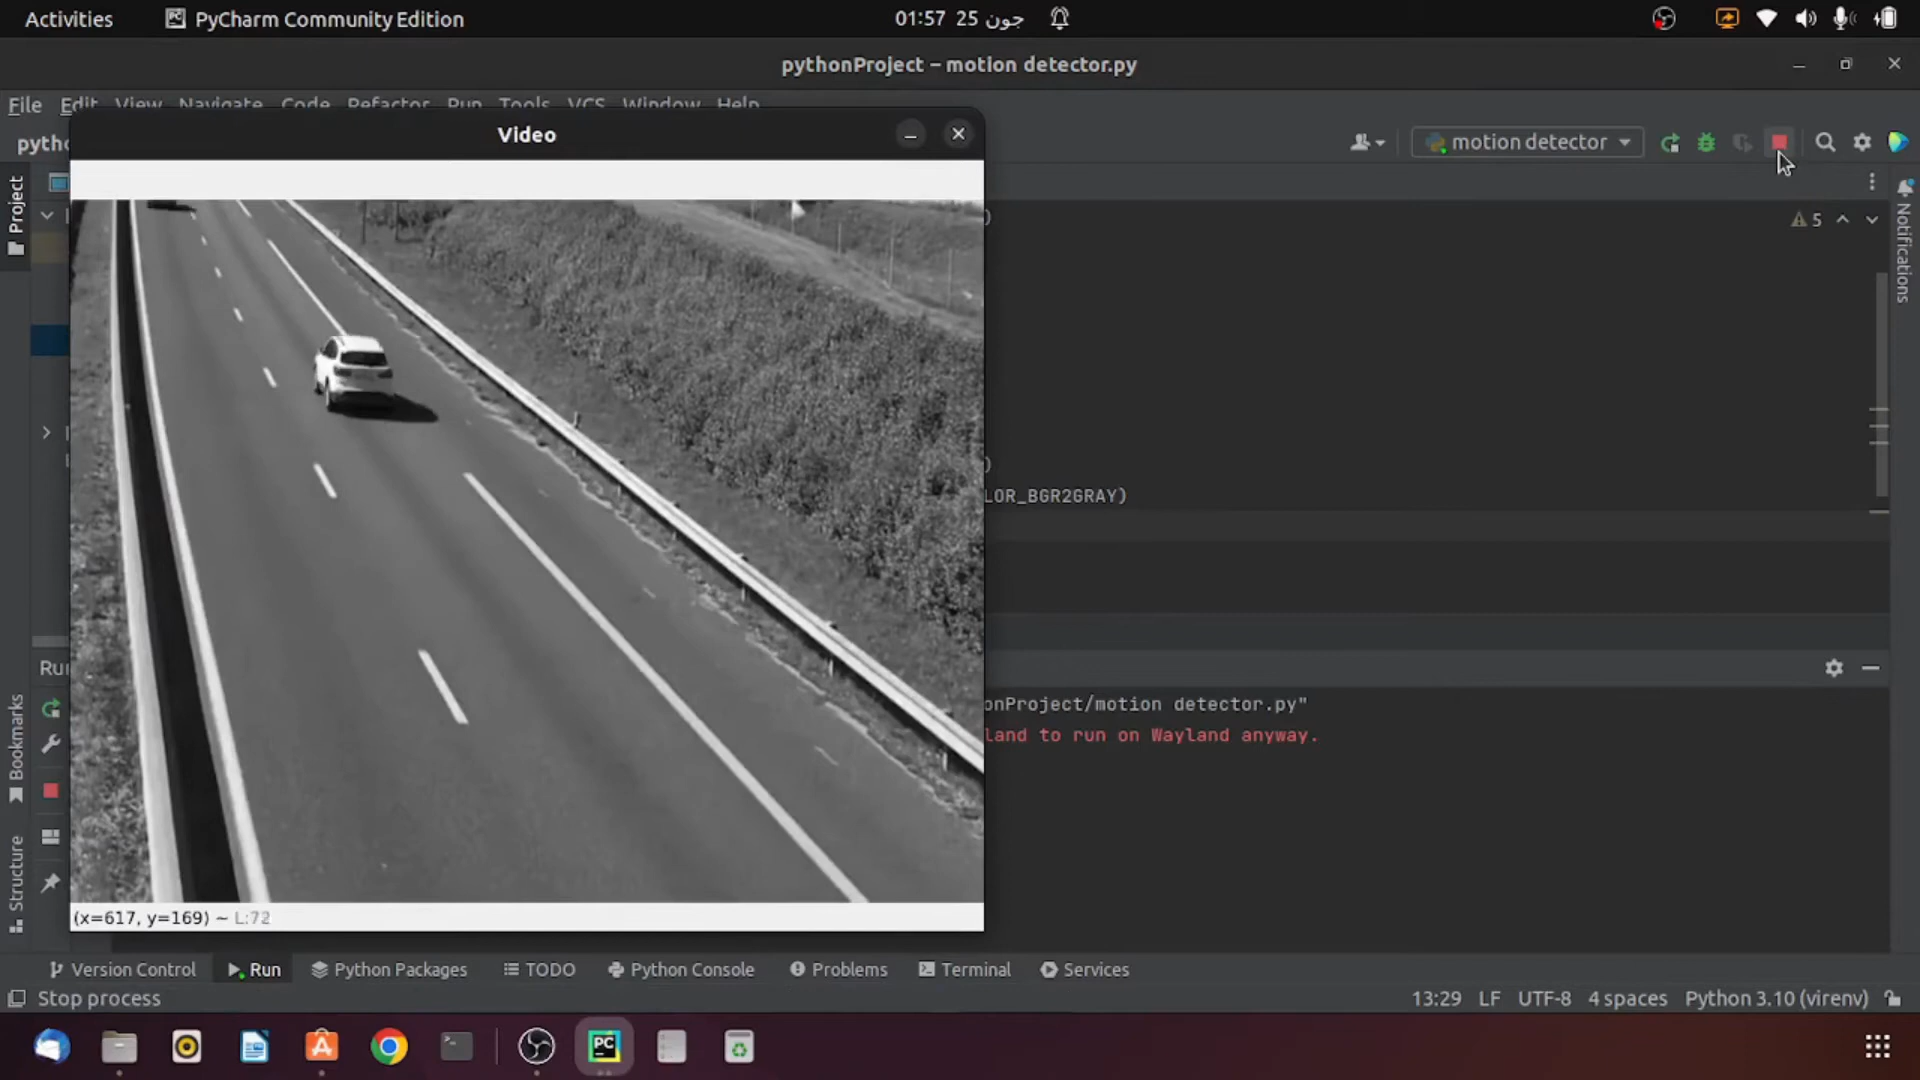 Activities
PyCharm Community Edition
01:57 25 جون
pythonProject – motion detector.py
File Edit View Navigate Code Refactor Run Tools VCS Window Help
pytho
Video
motion detector
Project
5
Notifications
)
)
LOR_BGR2GRAY)
Run
onProject/motion detector.py"
land to run on Wayland anyway.
Bookmarks
Structure
(x=617, y=169) ~ L:72
Version Control
Run
Python Packages
TODO
Python Console
Problems
Terminal
Services
Stop process
13:29 LF UTF-8 4 spaces Python 3.10 (virenv)
PC